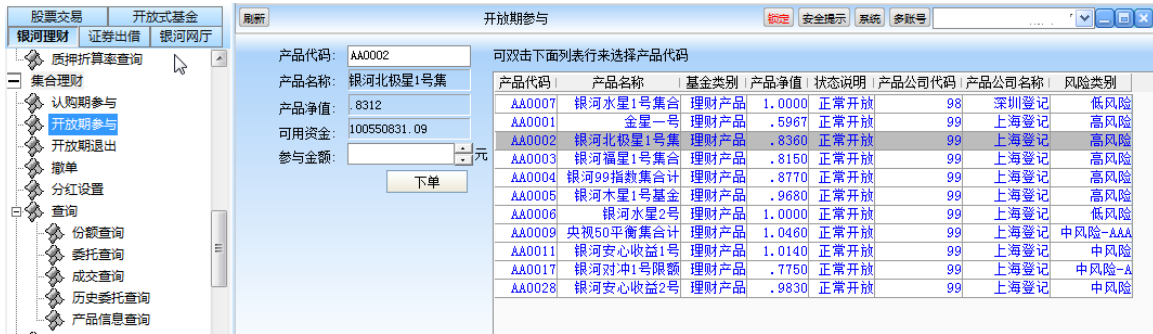 股票交易 开放式基金
银河理财 证券出借 银河网厅
质押折算率查询
集合理财
认购期参与
开放期参与
开放期退出
撤单
分红设置
查询
份额查询
委托查询
成交查询
历史委托查询
产品信息查询
刷新 开放期参与 锁定 安全提示 系统 多账号
产品代码: AA0002
产品名称: 银河北极星1号集
产品净值: .8312
可用资金: 100550831.09
参与金额: 元
下单
可双击下面列表行来选择产品代码
产品代码 产品名称 基金类别 产品净值 状态说明 产品公司代码 产品公司名称 风险类别
AA0007 银河水星1号集合 理财产品 1.0000 正常开放 98 深圳登记 低风险
AA0001 金星一号 理财产品 .5967 正常开放 99 上海登记 高风险
AA0002 银河北极星1号集 理财产品 .8360 正常开放 99 上海登记 高风险
AA0003 银河福星1号集合 理财产品 .8150 正常开放 99 上海登记 高风险
AA0004 银河99指数集合计 理财产品 .8770 正常开放 99 上海登记 高风险
AA0005 银河木星1号基金 理财产品 .9680 正常开放 99 上海登记 高风险
AA0006 银河水星2号 理财产品 1.0000 正常开放 99 上海登记 低风险
AA0009 央视50平衡集合计 理财产品 1.0460 正常开放 99 上海登记 中风险-AAA
AA0011 银河安心收益1号 理财产品 1.0140 正常开放 99 上海登记 中风险
AA0017 银河对冲1号限额 理财产品 .7750 正常开放 99 上海登记 中风险-A
AA0028 银河安心收益2号 理财产品 .9830 正常开放 99 上海登记 中风险